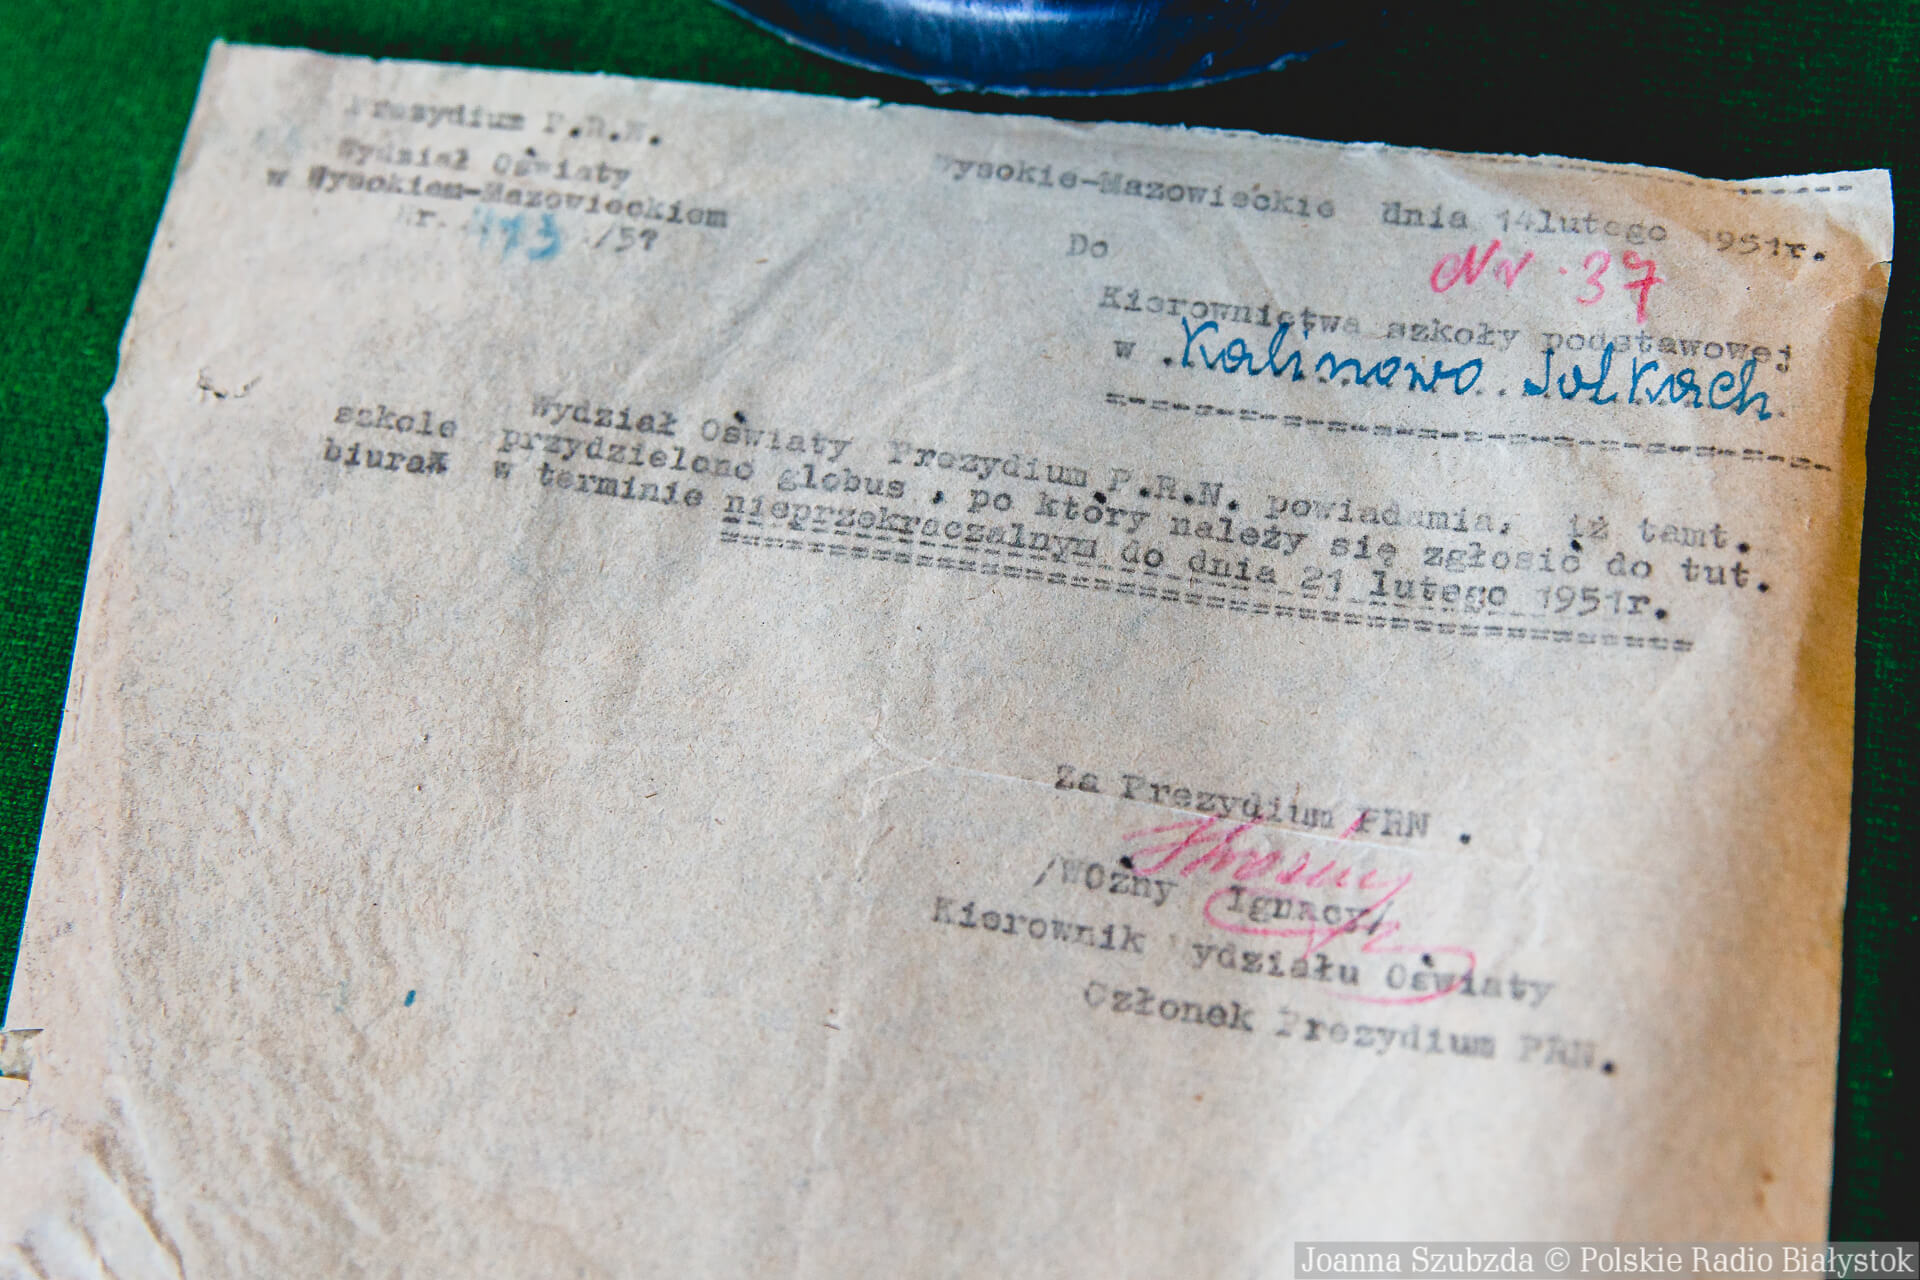 Prezydium P.R.N.
Wydział Oświaty
w Wysokiem-Mazowieckiem
Nr. 473 /51
Wysokie-Mazowieckie dnia 14lutego 1951r.
Nr. 37
Do
Kierownictwa szkoły podstawowej
w Kalinowo Solkach
Wydział Oświaty Prezydium P.R.N. powiadamia, iż tamt.
szkole przydzielono globus , po który należy się zgłosić do tut.
biura w terminie nieprzekraczalnym do dnia 21 lutego 1951r.
Za Prezydium PRN .
/WOźny Ignacy/
Kierownik Wydziału Oświaty
Członek Prezydium PRN.
Joanna Szubzda © Polskie Radio Białystok